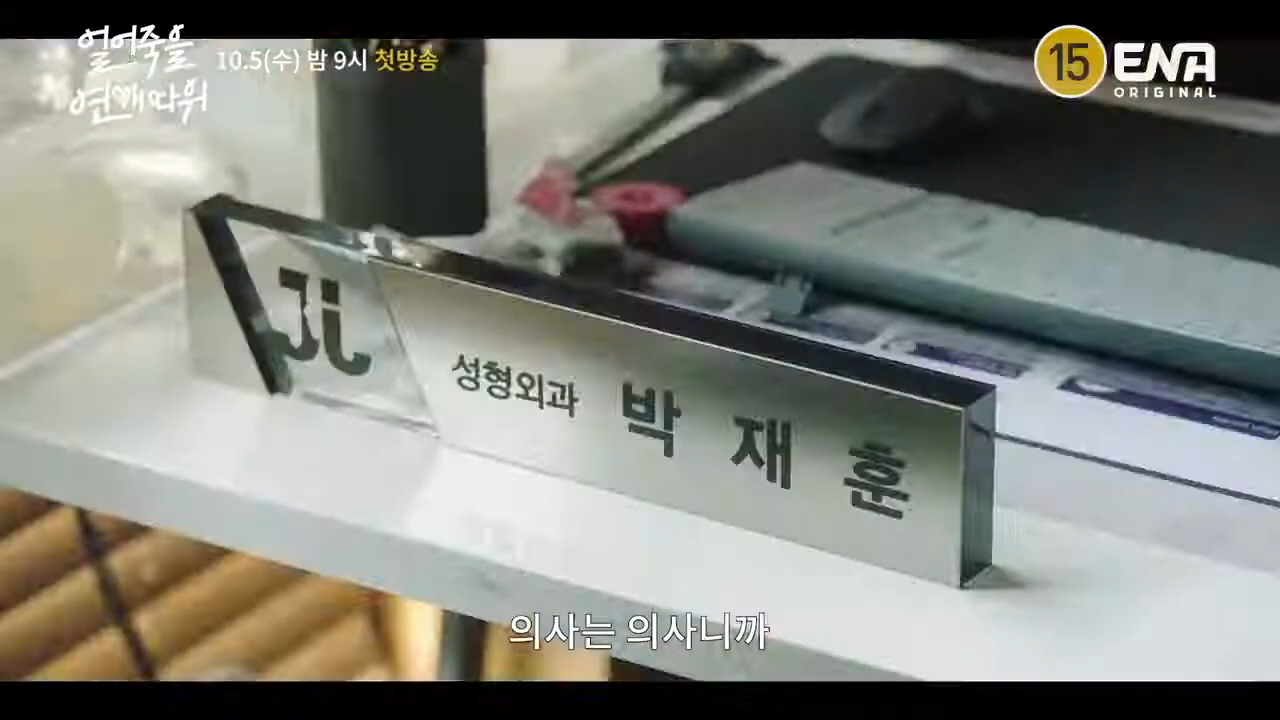 얼어죽을
연애따위
10.5(수) 밤 9시 첫방송
15
ENA
ORIGINAL
JJ
성형외과 박재훈
의사는 의사니까